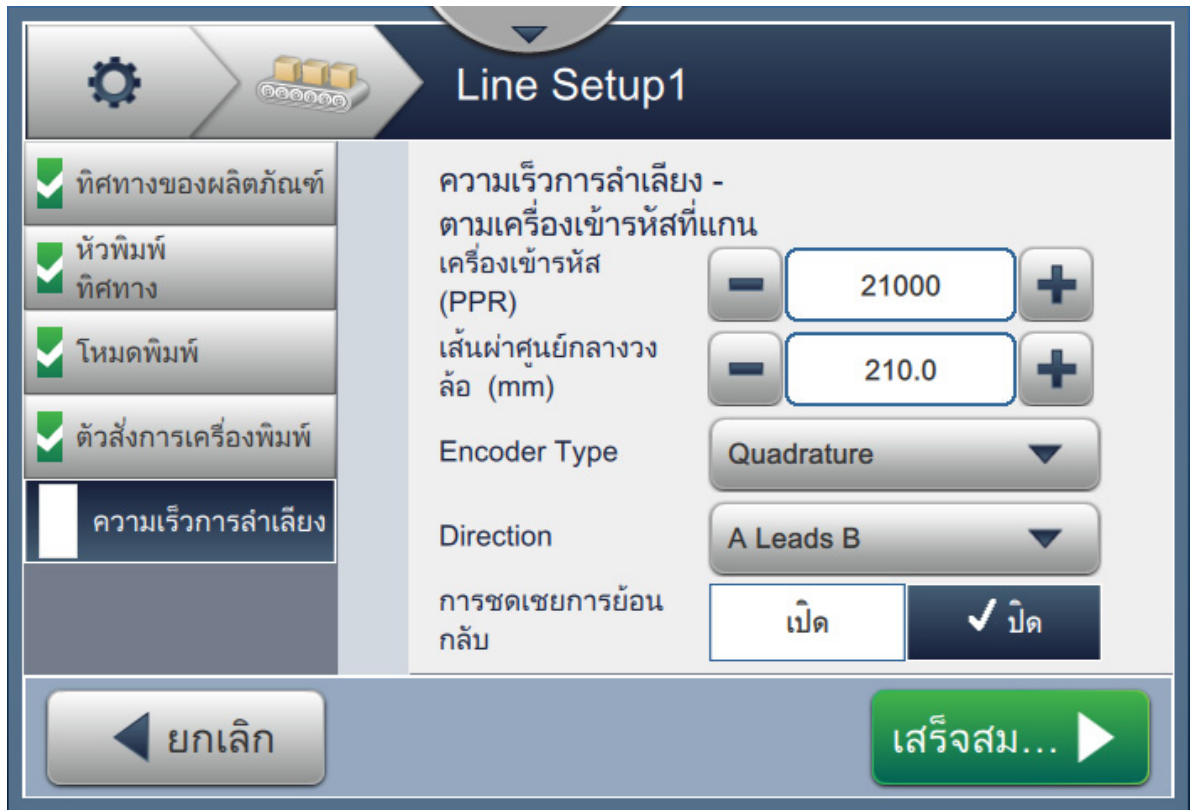 Line Setup1
ทิศทางของผลิตภัณฑ์
หัวพิมพ์
ทิศทาง
โหมดพิมพ์
ตัวสั่งการเครื่องพิมพ์
ความเร็วการลำเลียง
ความเร็วการลำเลียง -
ตามเครื่องเข้ารหัสที่แกน
เครื่องเข้ารหัส
(PPR)
21000
เส้นผ่าศูนย์กลางวง
ล้อ (mm)
210.0
Encoder Type
Quadrature
Direction
A Leads B
การชดเชยการย้อน
กลับ
เปิด
ปิด
ยกเลิก
เสร็จสม...